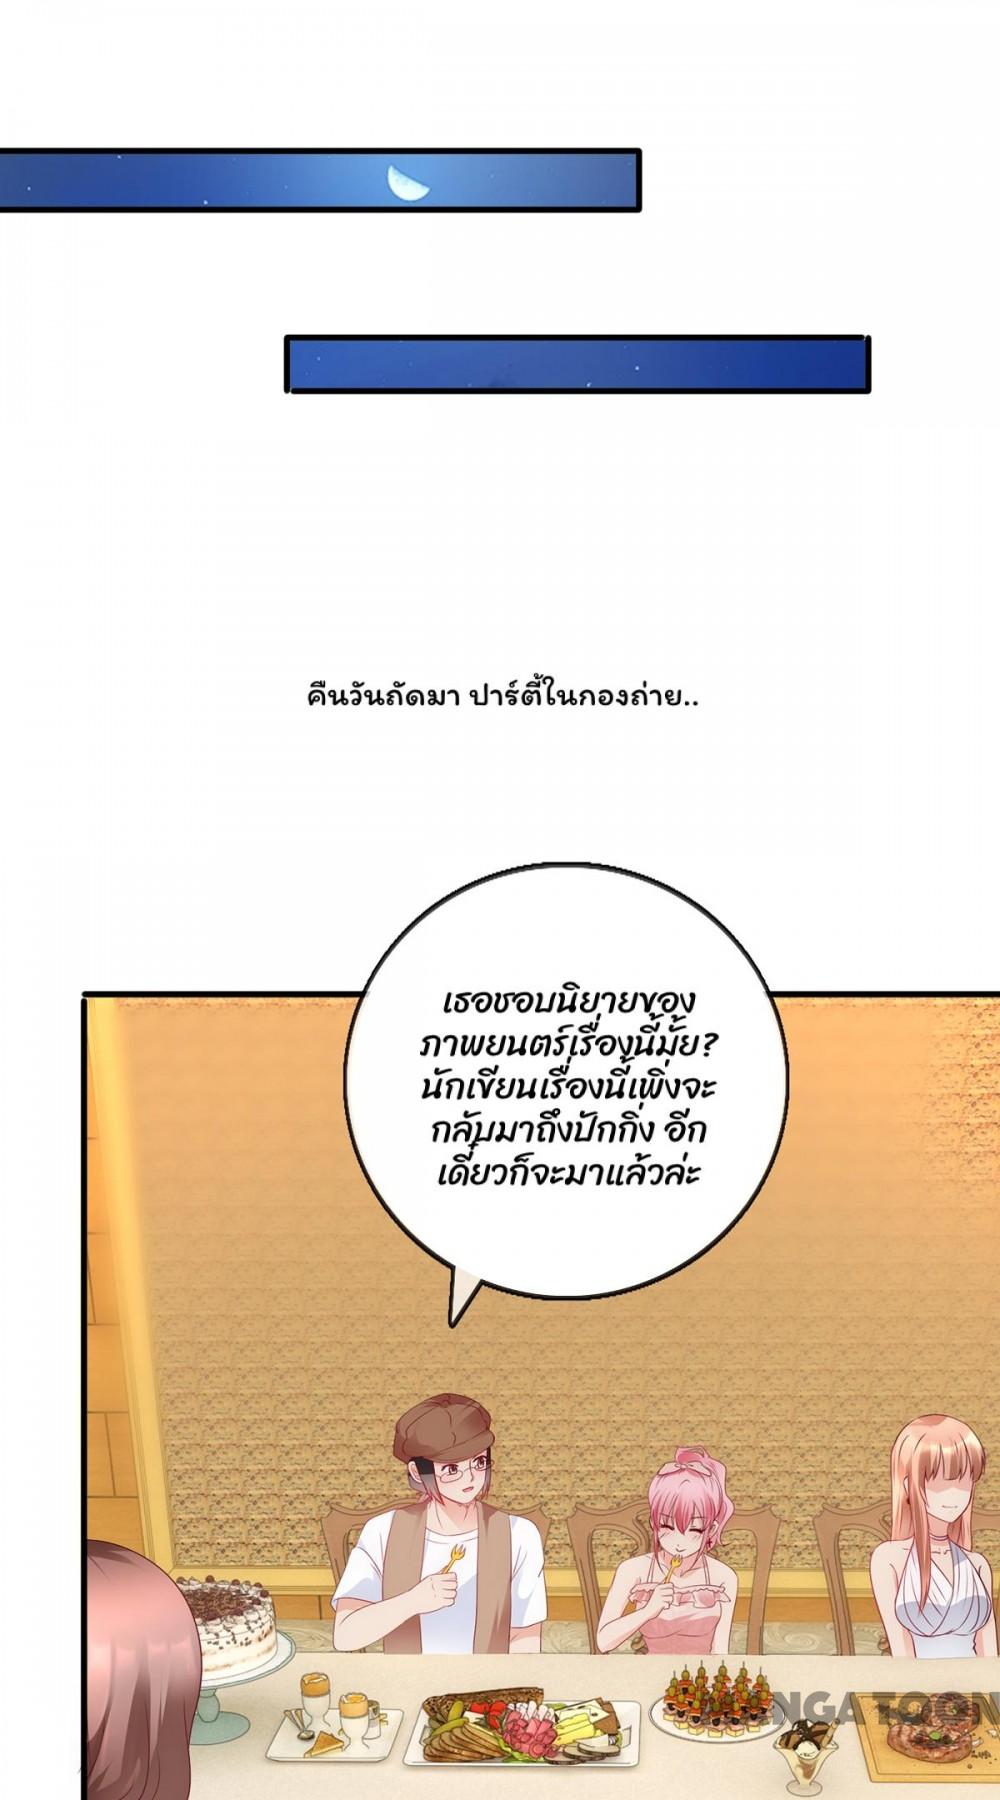 คืนวันถัดมา ปาร์ตี้ในกองถ่าย..
เธอชอบนิยายของ
ภาพยนตร์เรื่องนี้มั้ย?
นักเขียนเรื่องนี้เพิ่งจะ
กลับมาถึงปักกิ่ง อีก
เดี๋ยวก็จะมาแล้วล่ะ
MANGATOON